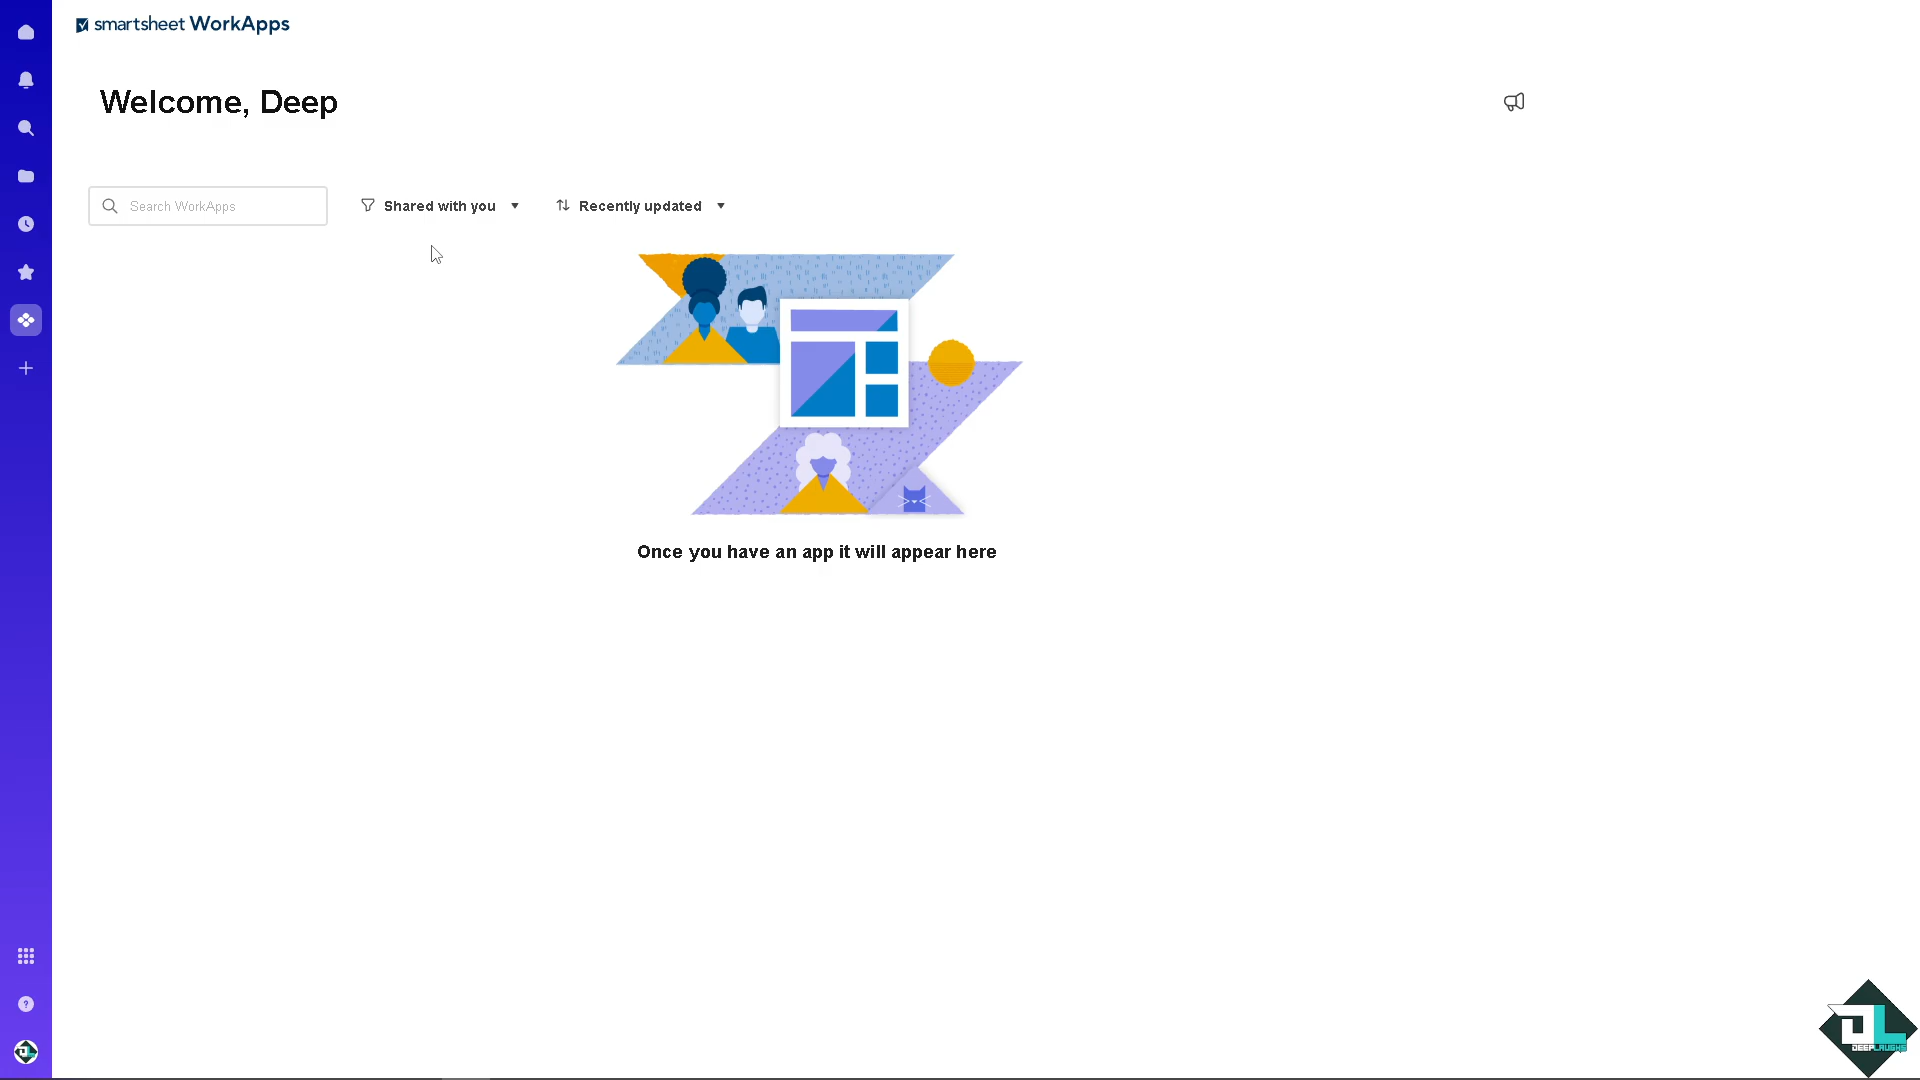 smartsheet WorkApps
Welcome, Deep
Search WorkApps
Shared with you
Recently updated
Once you have an app it will appear here
DEEPLAUGHS